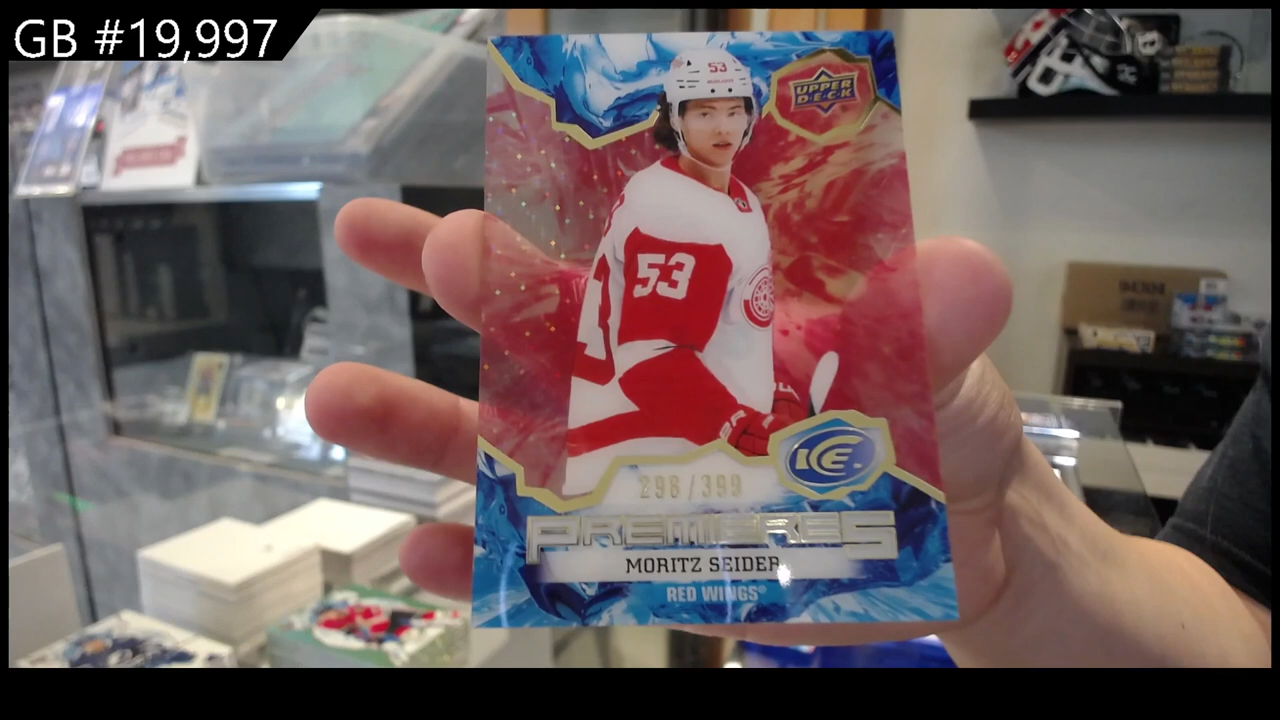 GB #19,997
53
UPPER
DECK
53
ICE
298/399
PREMIERES
MORITZ SEIDER
RED WINGS®